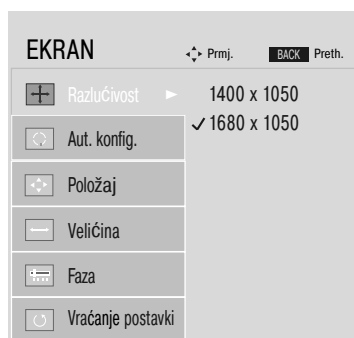 EKRAN Prmj. BACK Preth.
Razlučivost 1400 x 1050
✓ 1680 x 1050
Aut. konfig.
Položaj
Veličina
Faza
Vraćanje postavki